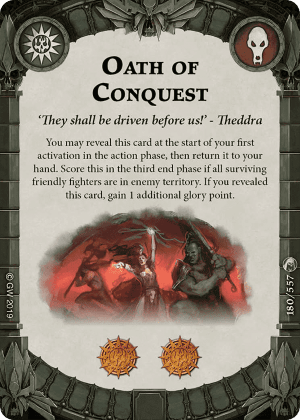 OATH OF
CONQUEST
‘They shall be driven before us!’ - Theddra
You may reveal this card at the start of your first
activation in the action phase, then return it to your
hand. Score this in the third end phase if all surviving
friendly fighters are in enemy territory. If you revealed
this card, gain 1 additional glory point.
© GW 2019
180/557